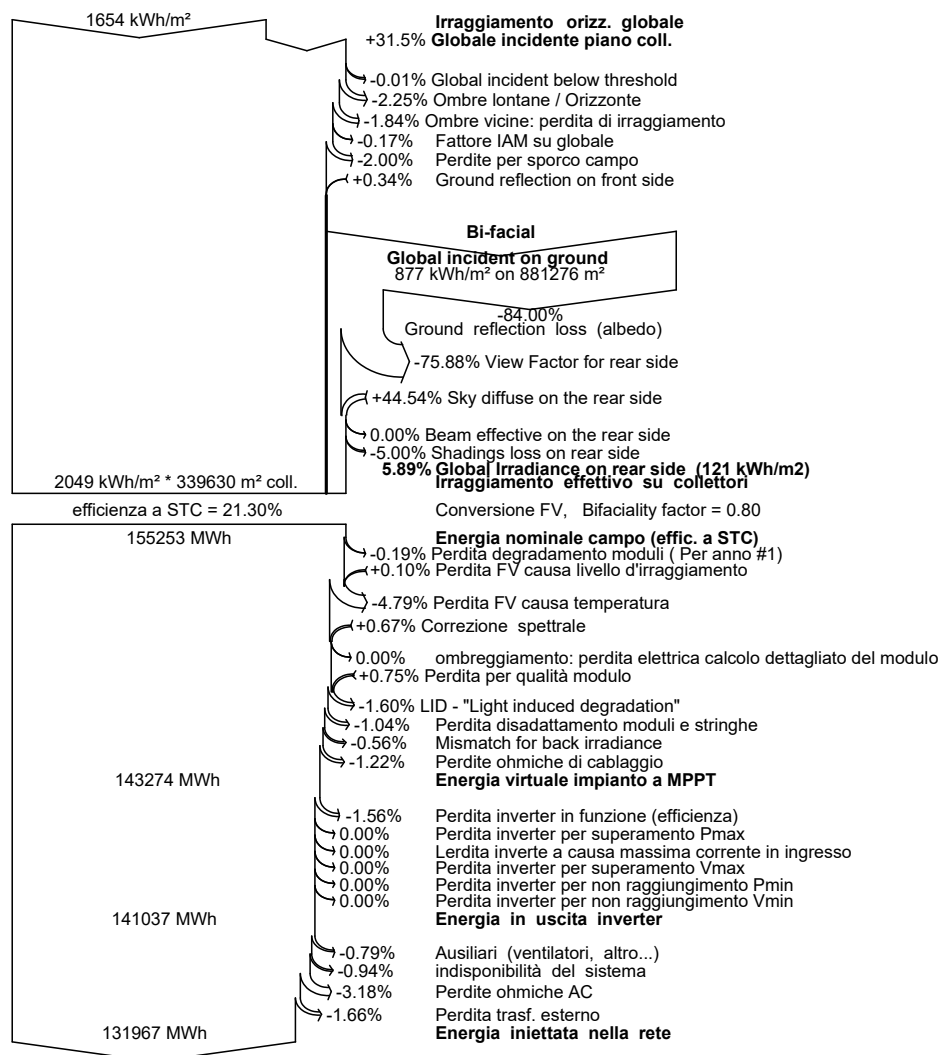 1654 kWh/m² Irraggiamento orizz. globale
+31.5% Globale incidente piano coll.
-0.01% Global incident below threshold
-2.25% Ombre lontane / Orizzonte
-1.84% Ombre vicine: perdita di irraggiamento
-0.17% Fattore IAM su globale
-2.00% Perdite per sporco campo
+0.34% Ground reflection on front side
Bi-facial
Global incident on ground
877 kWh/m² on 881276 m²
-84.00%
Ground reflection loss (albedo)
-75.88% View Factor for rear side
+44.54% Sky diffuse on the rear side
0.00% Beam effective on the rear side
-5.00% Shadings loss on rear side
5.89% Global Irradiance on rear side (121 kWh/m2)
2049 kWh/m² * 339630 m² coll. Irraggiamento effettivo su collettori
efficienza a STC = 21.30% Conversione FV, Bifaciality factor = 0.80
155253 MWh Energia nominale campo (effic. a STC)
-0.19% Perdita degradamento moduli ( Per anno #1)
+0.10% Perdita FV causa livello d'irraggiamento
-4.79% Perdita FV causa temperatura
+0.67% Correzione spettrale
0.00% ombreggiamento: perdita elettrica calcolo dettagliato del modulo
+0.75% Perdita per qualità modulo
-1.60% LID - "Light induced degradation"
-1.04% Perdita disadattamento moduli e stringhe
-0.56% Mismatch for back irradiance
-1.22% Perdite ohmiche di cablaggio
143274 MWh Energia virtuale impianto a MPPT
-1.56% Perdita inverter in funzione (efficienza)
0.00% Perdita inverter per superamento Pmax
0.00% Lerdita inverte a causa massima corrente in ingresso
0.00% Perdita inverter per superamento Vmax
0.00% Perdita inverter per non raggiungimento Pmin
0.00% Perdita inverter per non raggiungimento Vmin
141037 MWh Energia in uscita inverter
-0.79% Ausiliari (ventilatori, altro...)
-0.94% indisponibilità del sistema
-3.18% Perdite ohmiche AC
-1.66% Perdita trasf. esterno
131967 MWh Energia iniettata nella rete